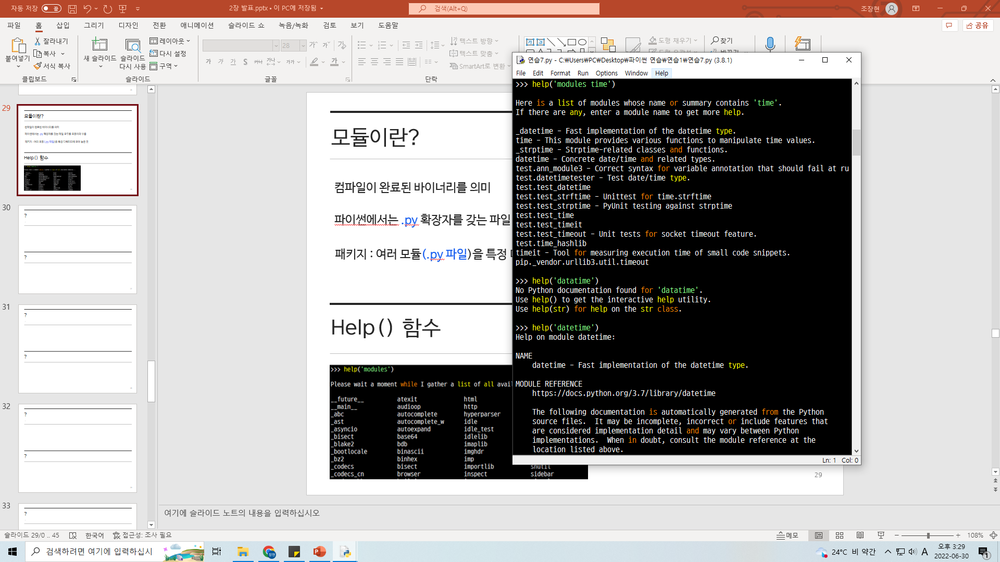 자동 저장 끔
2장 발표.pptx • 이 PC에 저장됨
검색(Alt+Q)
조장현
파일 홈 삽입 그리기 디자인 전환 애니메이션 슬라이드 쇼 녹음/녹화 검토 보기 도움말
공유
붙여넣기
잘라내기
복사
서식 복사
클립보드
새 슬라이드
슬라이드 다시 사용
레이아웃
다시 설정
구역
슬라이드
28
가 가 가 S 가나 가나 가가 가
글꼴
텍스트 방향
텍스트 맞춤
SmartArt로 변환
단락
도형 채우기
찾기
29
모듈이란?
컴파일이 완료된 바이너리를 의미
Help() 함수
30
?
?
31
?
?
32
?
?
33
?
모듈이란?
컴파일이 완료된 바이너리를 의미
파이썬에서는 .py 확장자를 갖는 파일
패키지 : 여러 모듈(.py 파일)을 특정
Help() 함수
>>> help('modules')
Please wait a moment while I gather a list of all avai
__future__ atexit html
__main__ audioop http
_abc autocomplete hyperparser
_ast autocomplete_w idle
_asyncio autoexpand idle_test
_bisect base64 idlelib
_blake2 bdb imaplib
_bootlocale binascii imghdr
_bz2 binhex imp
_codecs bisect importlib shutil
_codecs_cn browser inspect sidebar
29
연습7.py - C:₩Users₩PC₩Desktop₩파이썬 연습₩연습1₩연습7.py (3.8.1)
File Edit Format Run Options Window Help
>>> help('modules time')
Here is a list of modules whose name or summary contains 'time'.
If there are any, enter a module name to get more help.
_datetime - Fast implementation of the datetime type.
time - This module provides various functions to manipulate time values.
_strptime - Strptime-related classes and functions.
datetime - Concrete date/time and related types.
test.ann_module3 - Correct syntax for variable annotation that should fail at ru
test.datetimetester - Test date/time type.
test.test_datetime
test.test_strftime - Unittest for time.strftime
test.test_strptime - PyUnit testing against strptime
test.test_time
test.test_timeit
test.test_timeout - Unit tests for socket timeout feature.
test.time_hashlib
timeit - Tool for measuring execution time of small code snippets.
pip._vendor.urllib3.util.timeout
>>> help('datatime')
No Python documentation found for 'datatime'.
Use help() to get the interactive help utility.
Use help(str) for help on the str class.
>>> help('datetime')
Help on module datetime:
NAME
datetime - Fast implementation of the datetime type.
MODULE REFERENCE
https://docs.python.org/3.7/library/datetime
The following documentation is automatically generated from the Python
source files.  It may be incomplete, incorrect or include features that
are considered implementation detail and may vary between Python
implementations.  When in doubt, consult the module reference at the
location listed above.
Ln: 1 Col: 0
여기에 슬라이드 노트의 내용을 입력하십시오
슬라이드 29/0 .. 45 한국어 접근성: 조사 필요
메모
108%
검색하려면 여기에 입력하십시
24°C 비 약간
A
오후 3:29
2022-06-30
1